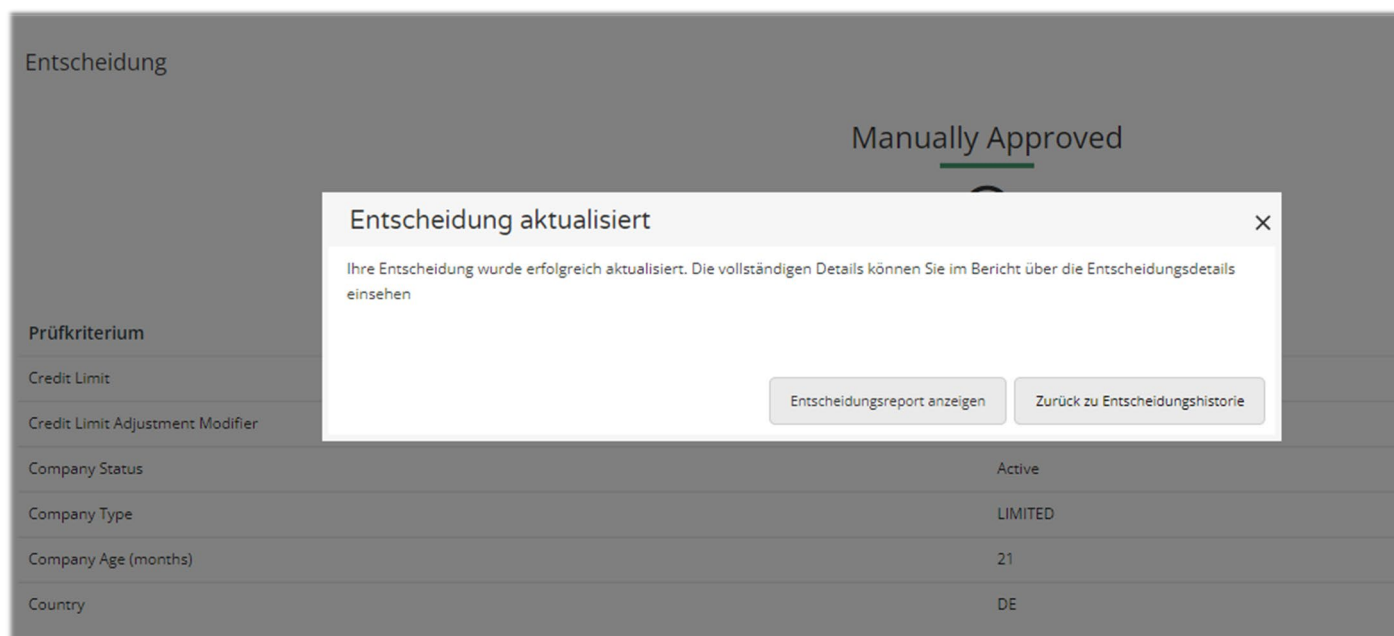 Entscheidung
Manually Approved
Entscheidung aktualisiert
Ihre Entscheidung wurde erfolgreich aktualisiert. Die vollständigen Details können Sie im Bericht über die Entscheidungsdetails
einsehen
Entscheidungsreport anzeigen Zurück zu Entscheidungshistorie
Prüfkriterium
Credit Limit
Credit Limit Adjustment Modifier
Company Status Active
Company Type LIMITED
Company Age (months) 21
Country DE